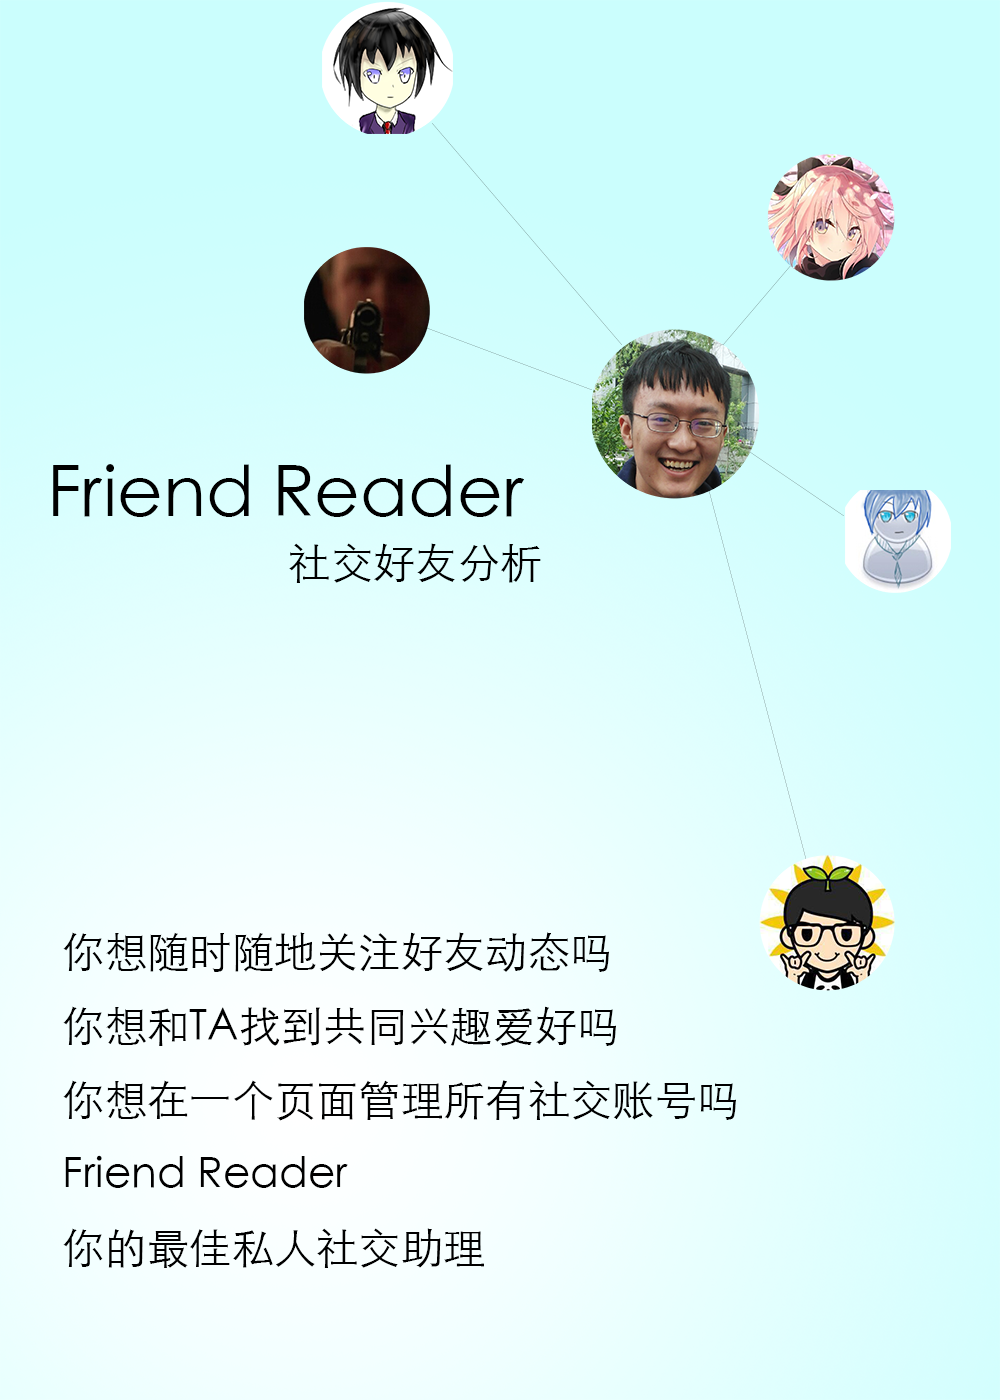 Friend Reader
社交好友分析
你想随时随地关注好友动态吗
你想和TA找到共同兴趣爱好吗
你想在一个页面管理所有社交账号吗
Friend Reader
你的最佳私人社交助理